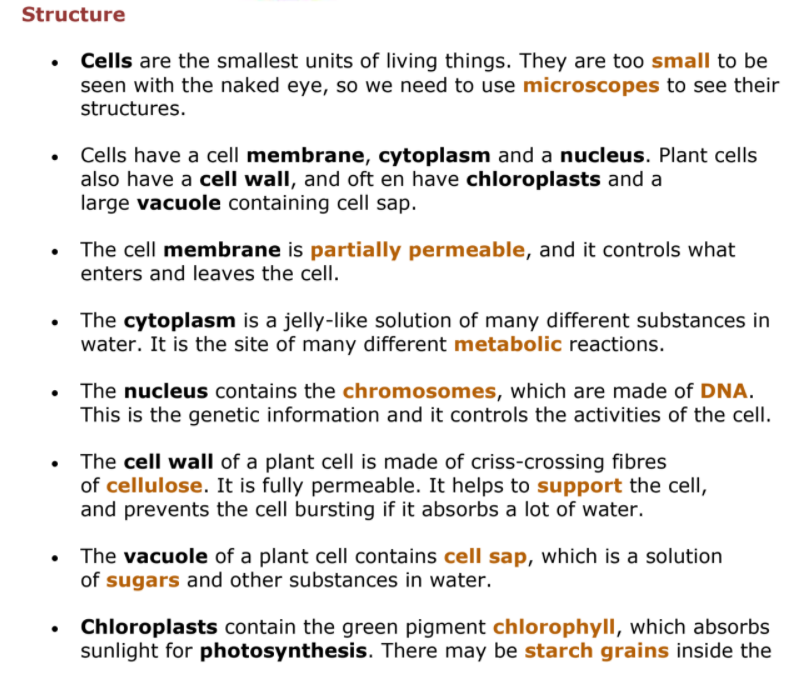 Structure
• Cells are the smallest units of living things. They are too small to be
seen with the naked eye, so we need to use microscopes to see their
structures.
• Cells have a cell membrane, cytoplasm and a nucleus. Plant cells
also have a cell wall, and oft en have chloroplasts and a
large vacuole containing cell sap.
• The cell membrane is partially permeable, and it controls what
enters and leaves the cell.
• The cytoplasm is a jelly-like solution of many different substances in
water. It is the site of many different metabolic reactions.
• The nucleus contains the chromosomes, which are made of DNA.
This is the genetic information and it controls the activities of the cell.
• The cell wall of a plant cell is made of criss-crossing fibres
of cellulose. It is fully permeable. It helps to support the cell,
and prevents the cell bursting if it absorbs a lot of water.
• The vacuole of a plant cell contains cell sap, which is a solution
of sugars and other substances in water.
• Chloroplasts contain the green pigment chlorophyll, which absorbs
sunlight for photosynthesis. There may be starch grains inside the